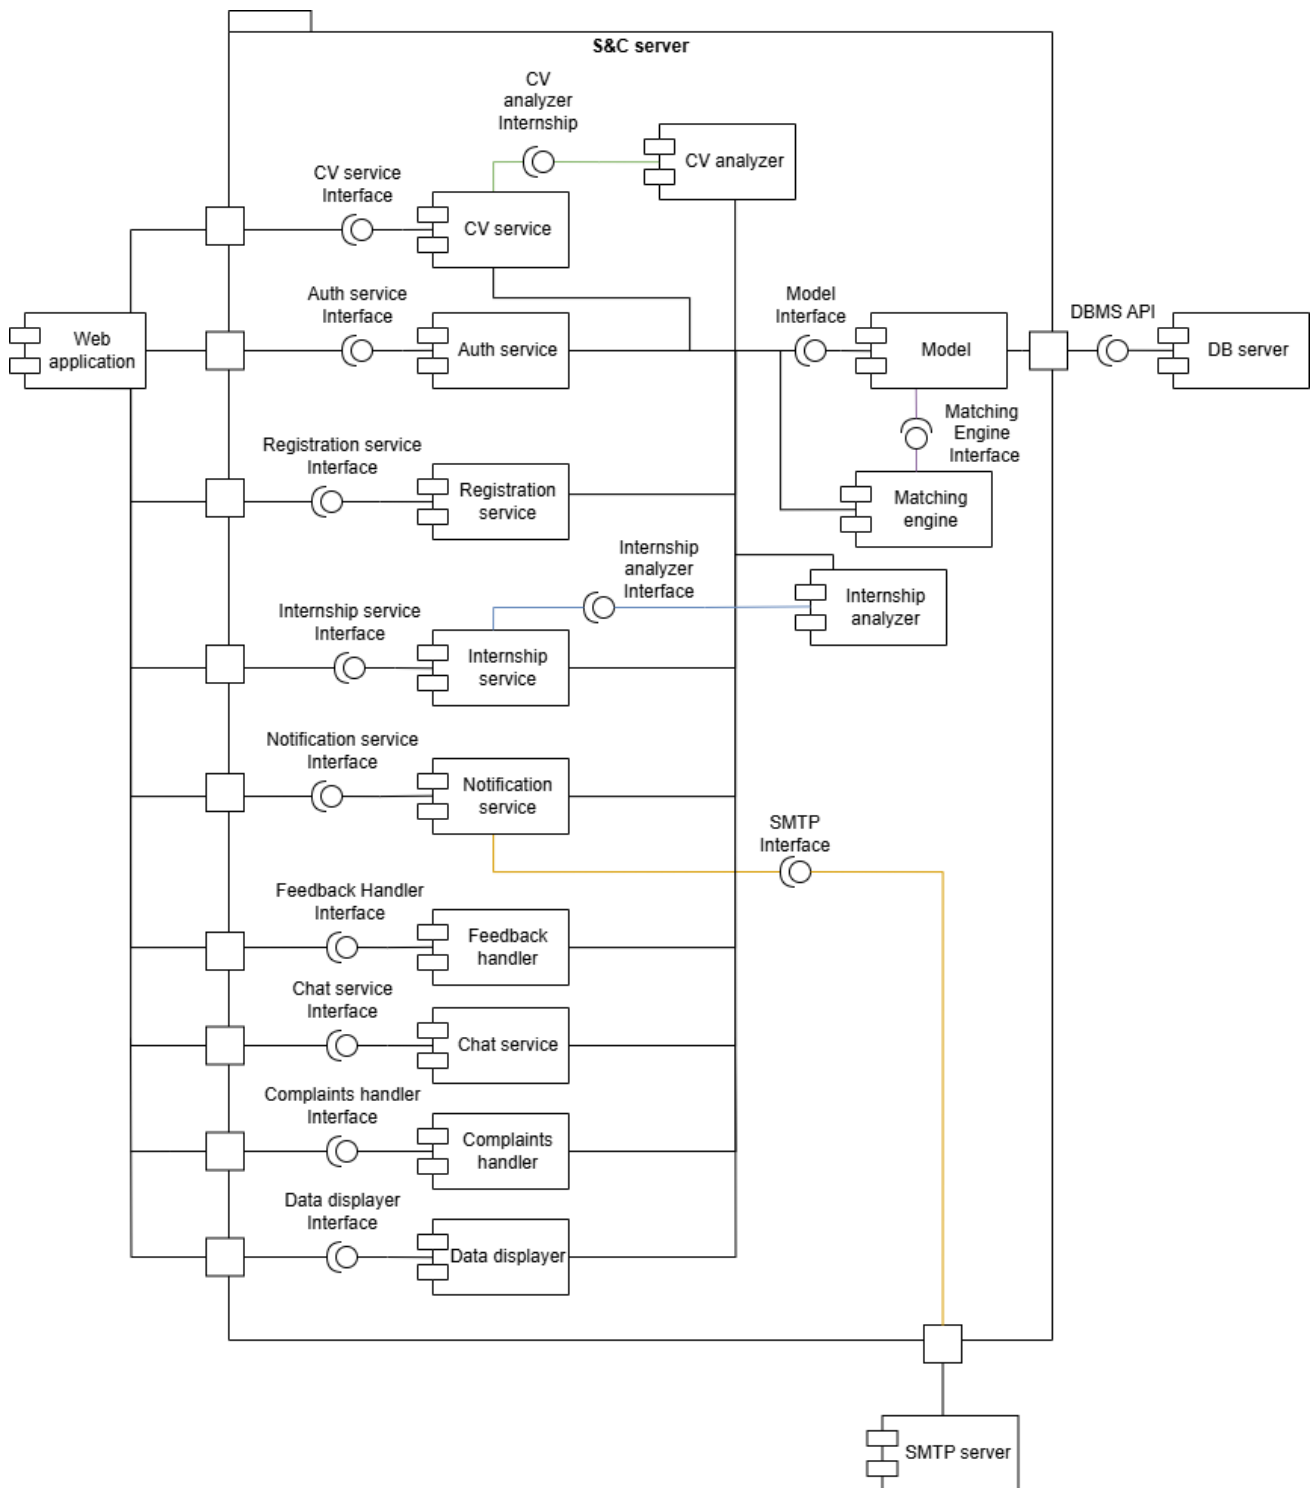 S&C server
CV
analyzer
Internship
CV analyzer
CV service
Interface
CV service
Auth service
Interface
Auth service
Web
application
Model
Interface
Model
DBMS API
DB server
Matching
Engine
Interface
Matching
engine
Registration service
Interface
Registration
service
Internship
analyzer
Interface
Internship
analyzer
Internship service
Interface
Internship
service
Notification service
Interface
Notification
service
SMTP
Interface
Feedback Handler
Interface
Feedback
handler
Chat service
Interface
Chat service
Complaints handler
Interface
Complaints
handler
Data displayer
Interface
Data displayer
SMTP server